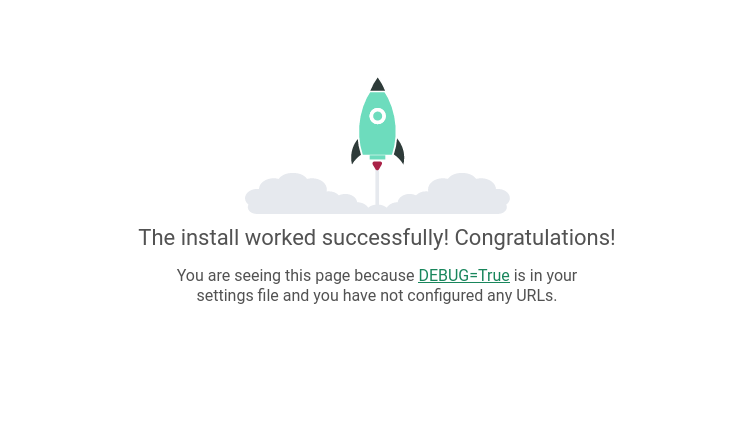 The install worked successfully! Congratulations!
You are seeing this page because DEBUG=True is in your
settings file and you have not configured any URLs.